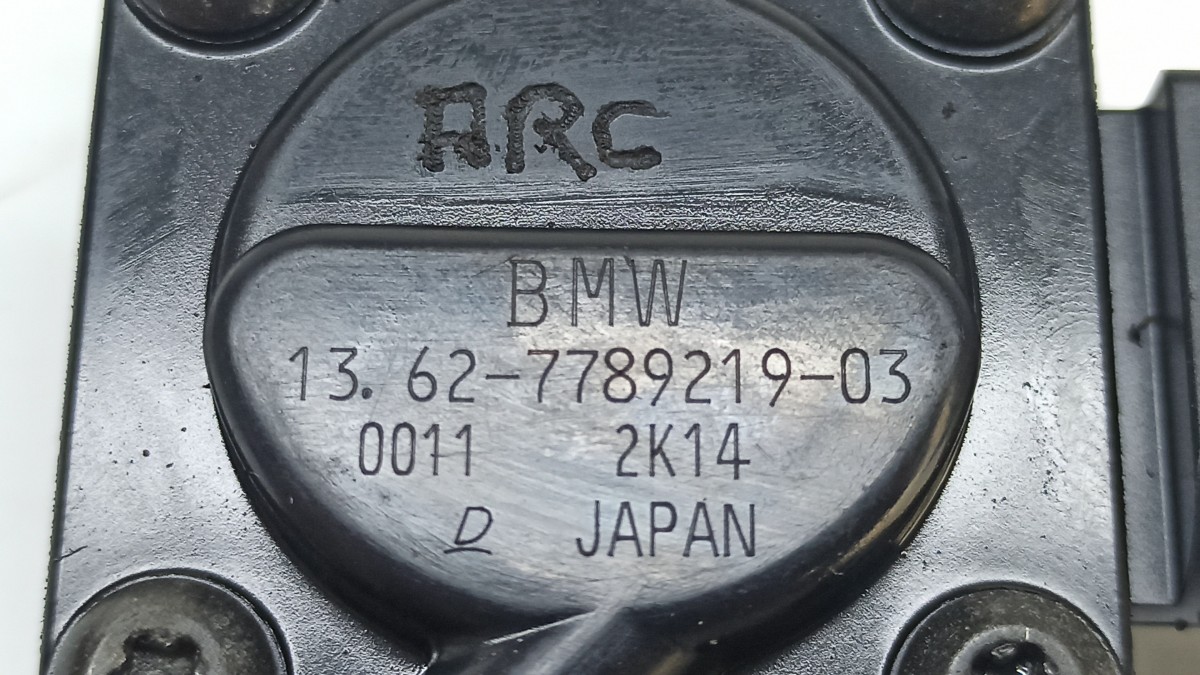 ARC
BMW
13.62-7789219-03
0011 2K14
D JAPAN